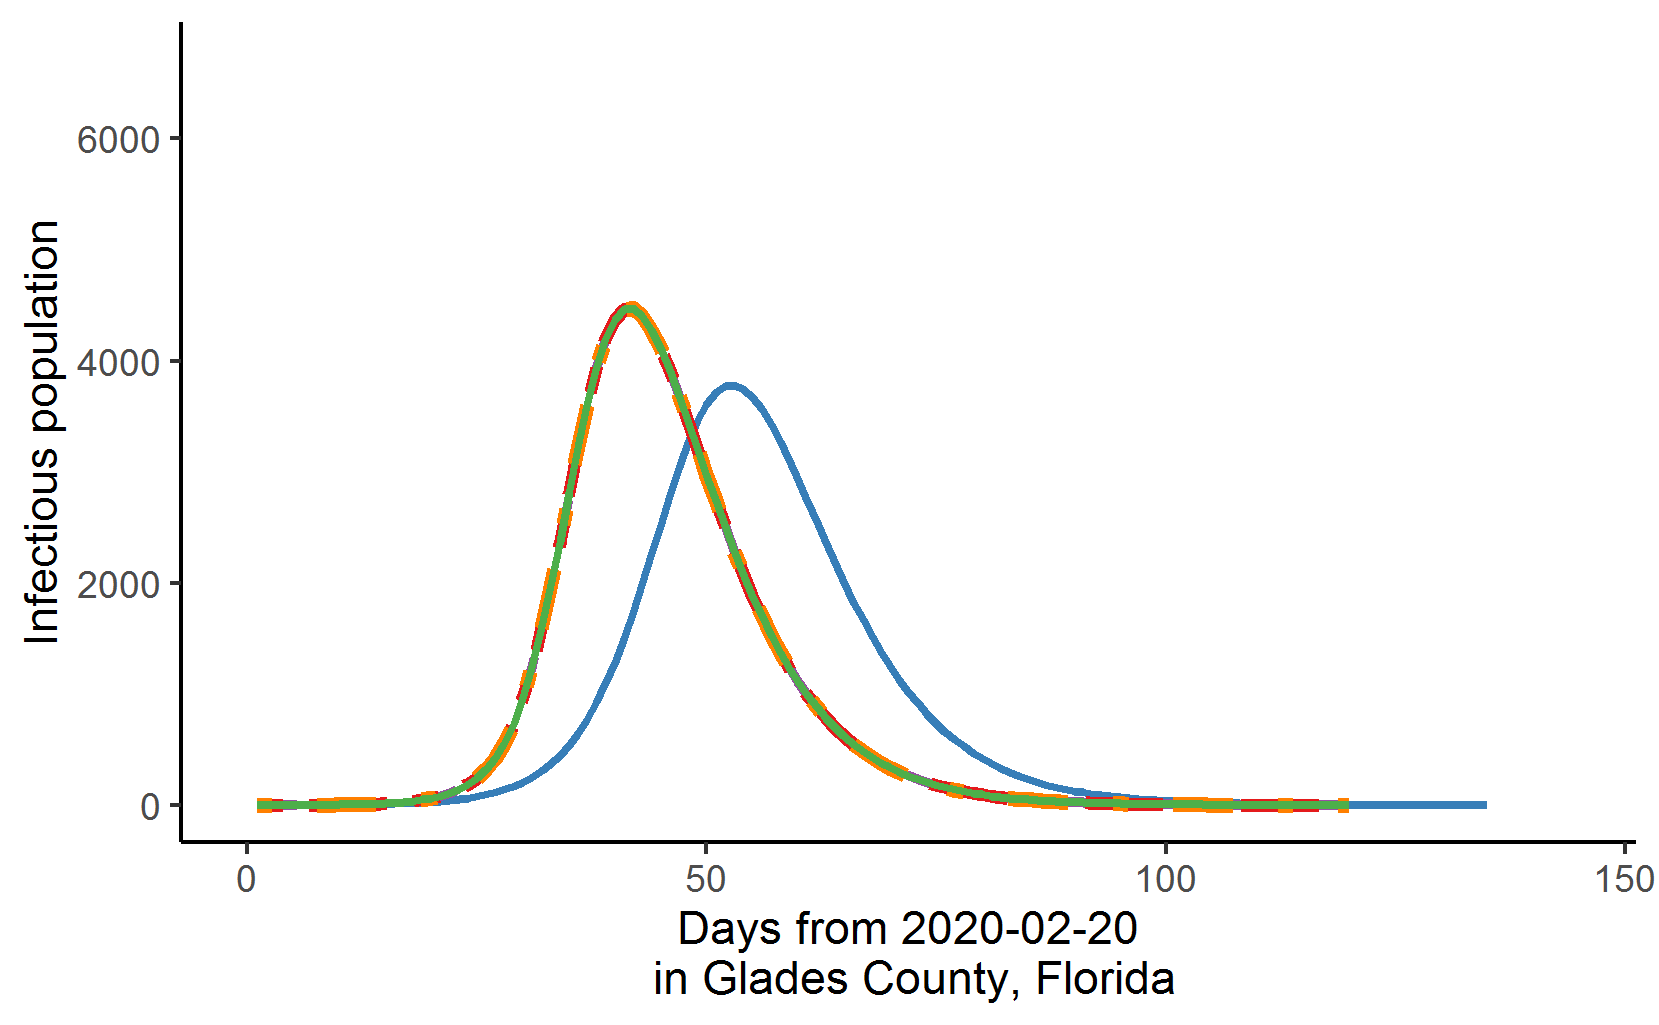 Infectious population
6000
4000
2000
0
0 50 100 150
Days from 2020-02-20
in Glades County, Florida